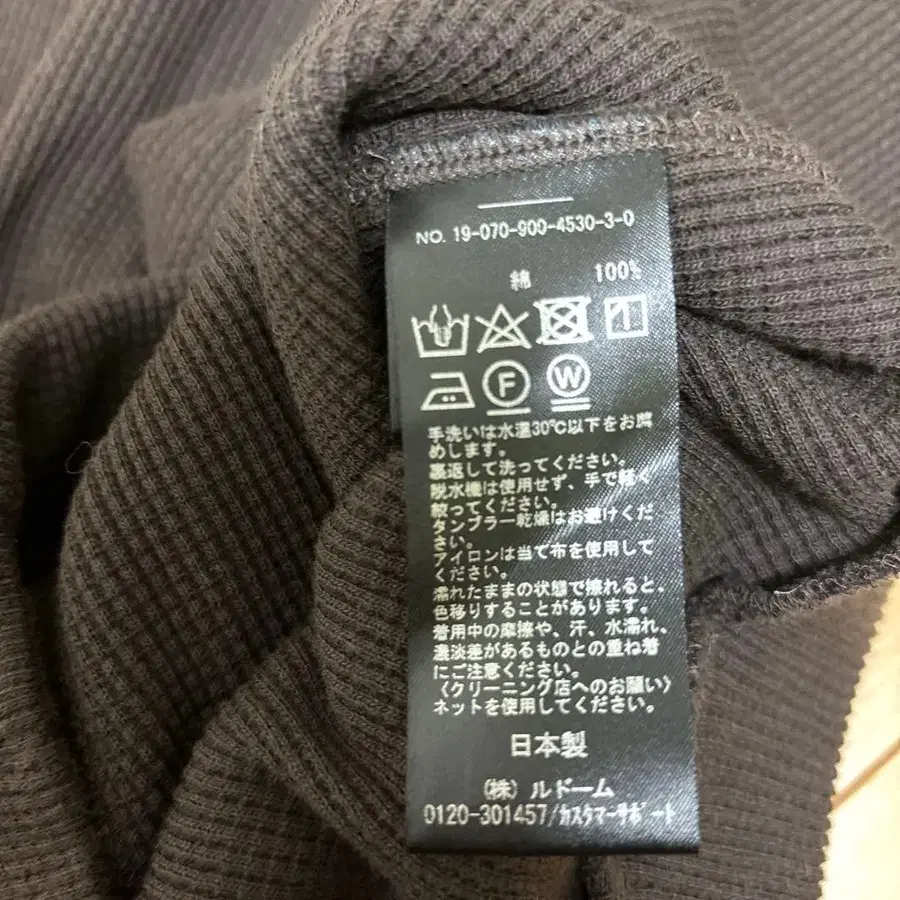 NO. 19-070-900-4530-3-0
綿 100%
F W
手洗いは水温30℃以下をお薦
めします。
裏返して洗ってください。
脱水機は使用せず、手で軽く
絞ってください。
タンブラー乾燥はお避けくだ
さい。
アイロンは当て布を使用して
ください。
濡れたままの状態で擦れると、
色移りすることがあります。
着用中の摩擦や、汗、水濡れ、
濃淡差があるものとの重ね着
にご注意ください。
〈クリーニング店へのお願い〉
ネットを使用してください。
日本製
(株) ルドーム
0120-301457/カスタマーサポート